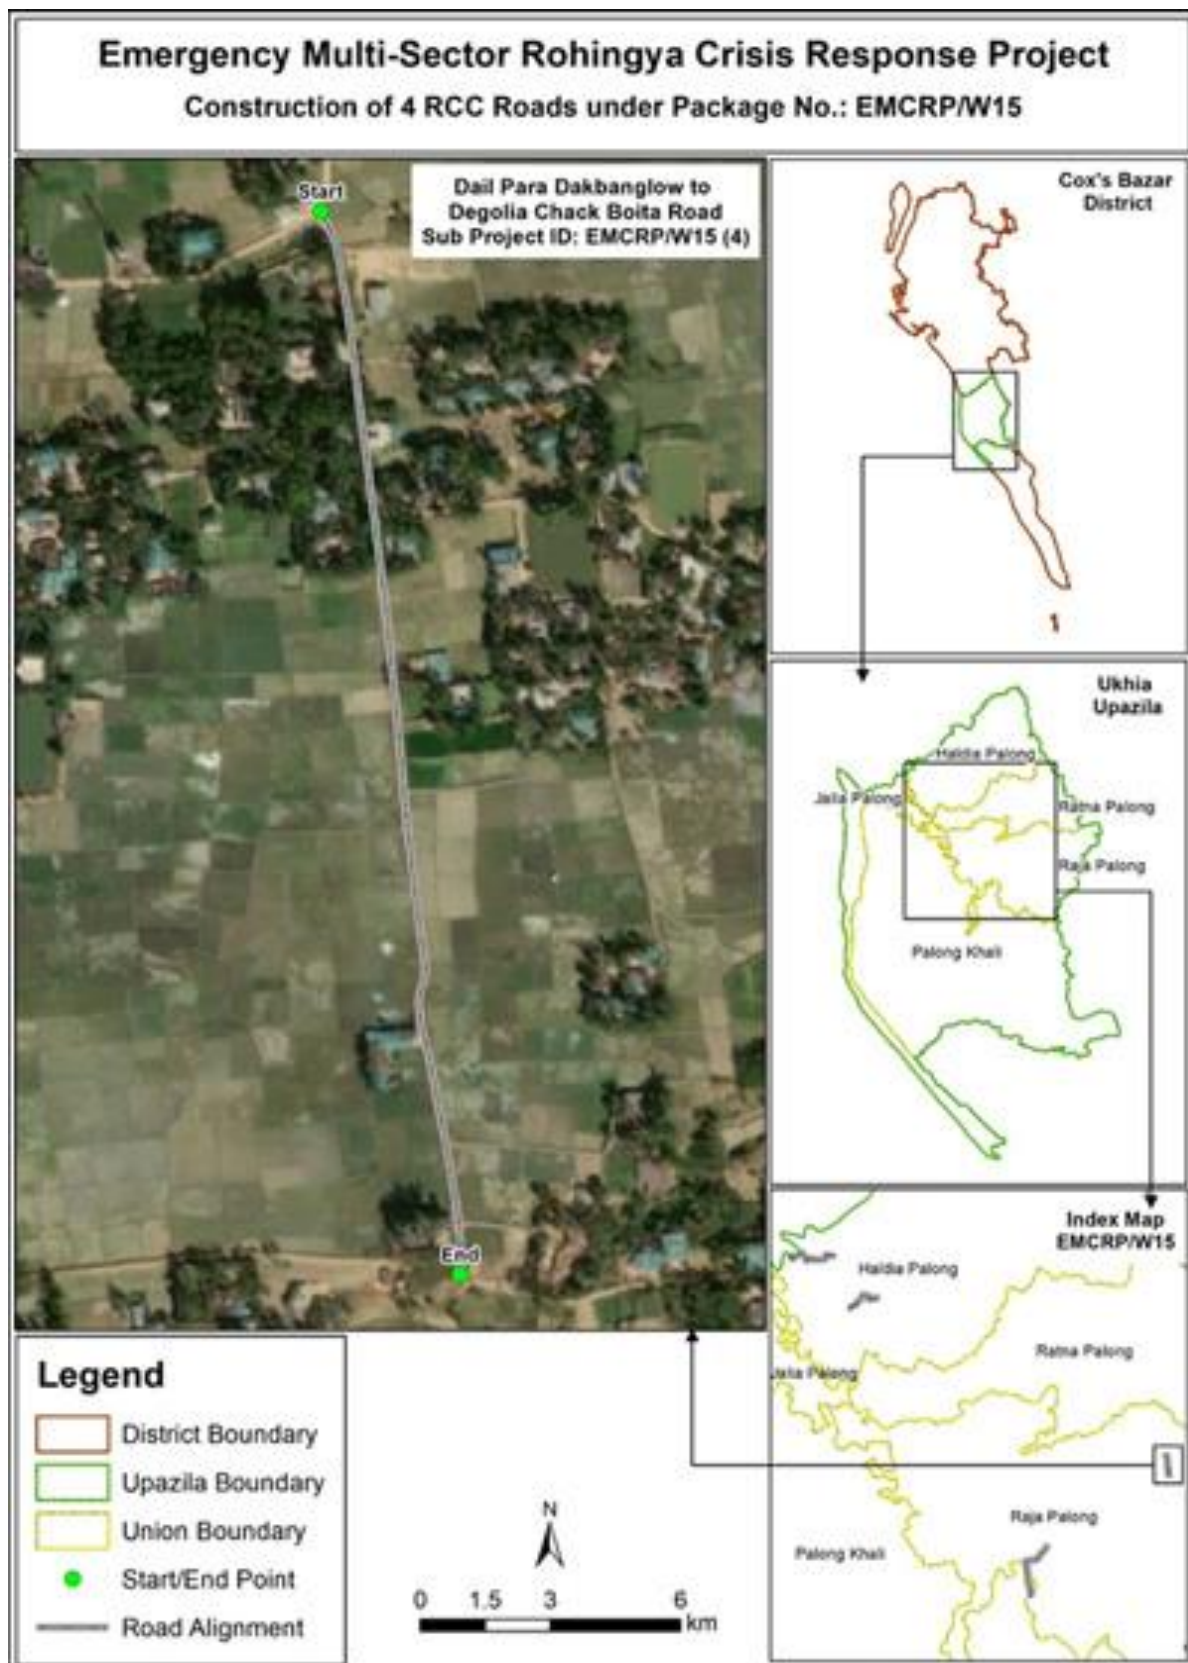 Emergency Multi-Sector Rohingya Crisis Response Project
Construction of 4 RCC Roads under Package No.: EMCRP/W15
Start
Dail Para Dakbanglow to
Degolia Chack Boita Road
Sub Project ID: EMCRP/W15 (4)
End
Cox's Bazar
District
Ukhia
Upazila
Haldia Palong
Jalia Palong
Ratna Palong
Raja Palong
Palong Khali
Index Map
EMCRP/W15
Haldia Palong
Ratna Palong
Jalia Palong
Raja Palong
Palong Khali
Legend
District Boundary
Upazila Boundary
Union Boundary
Start/End Point
Road Alignment
N
0 1.5 3 6
km